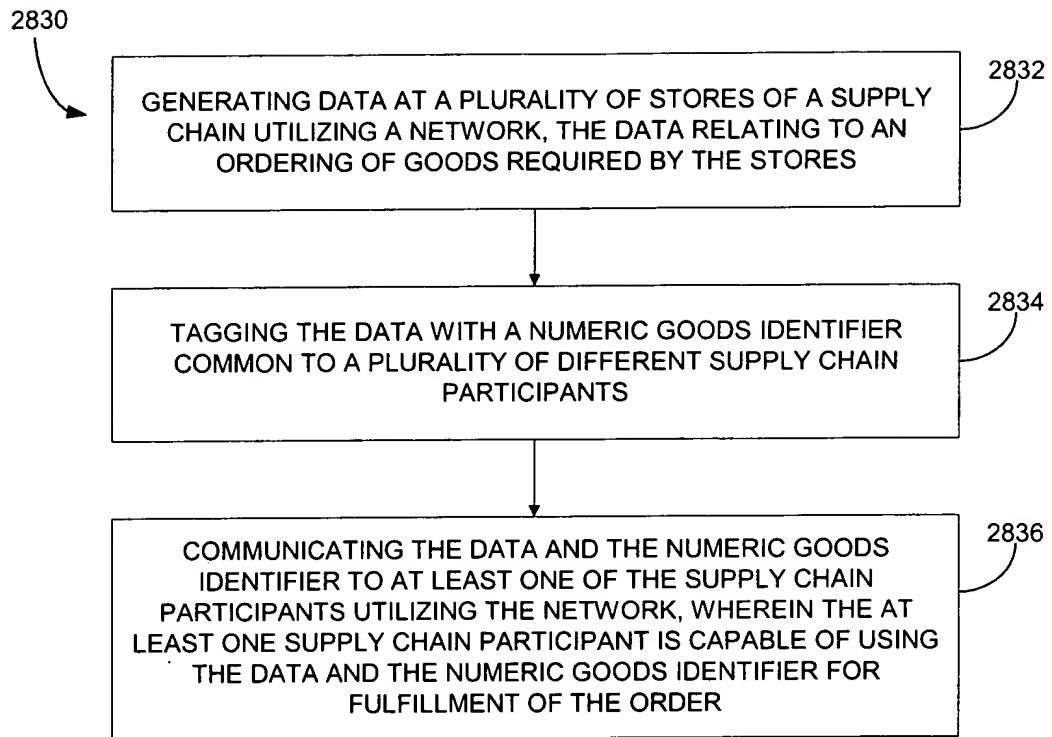 2830
2832
GENERATING DATA AT A PLURALITY OF STORES OF A SUPPLY
CHAIN UTILIZING A NETWORK, THE DATA RELATING TO AN
ORDERING OF GOODS REQUIRED BY THE STORES
2834
TAGGING THE DATA WITH A NUMERIC GOODS IDENTIFIER
COMMON TO A PLURALITY OF DIFFERENT SUPPLY CHAIN
PARTICIPANTS
2836
COMMUNICATING THE DATA AND THE NUMERIC GOODS
IDENTIFIER TO AT LEAST ONE OF THE SUPPLY CHAIN
PARTICIPANTS UTILIZING THE NETWORK, WHEREIN THE AT
LEAST ONE SUPPLY CHAIN PARTICIPANT IS CAPABLE OF USING
THE DATA AND THE NUMERIC GOODS IDENTIFIER FOR
FULFILLMENT OF THE ORDER